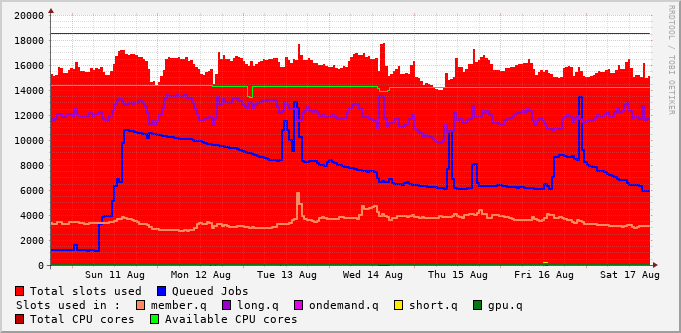 20000
18000
16000
14000
12000
10000
8000
6000
4000
2000
0
Sun 11 Aug Mon 12 Aug Tue 13 Aug Wed 14 Aug Thu 15 Aug Fri 16 Aug Sat 17 Aug
Total slots used Queued Jobs
Slots used in : member.q long.q ondemand.q short.q gpu.q
Total CPU cores Available CPU cores
RRDTOOL / TOBI OETIKER